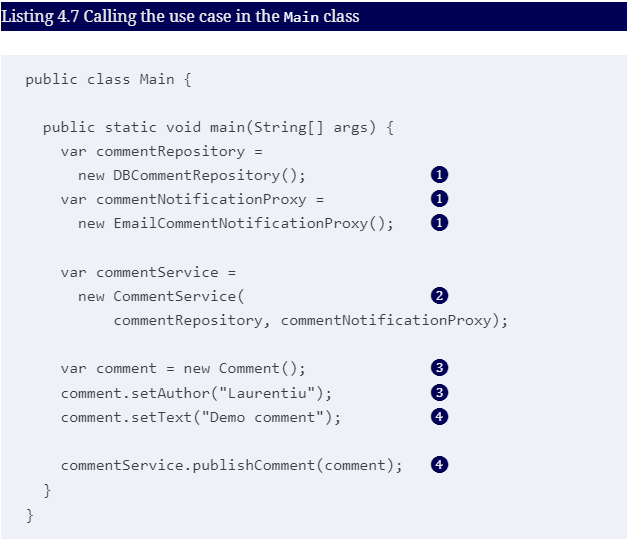 Listing 4.7 Calling the use case in the Main class
public class Main {
public static void main(String[] args) {
var commentRepository =
new DBCommentRepository(); 1
var commentNotificationProxy = 1
new EmailCommentNotificationProxy(); 1
var commentService =
new CommentService( 2
commentRepository, commentNotificationProxy);
var comment = new Comment(); 3
comment.setAuthor("Laurentiu"); 3
comment.setText("Demo comment"); 4
commentService.publishComment(comment); 4
}
}